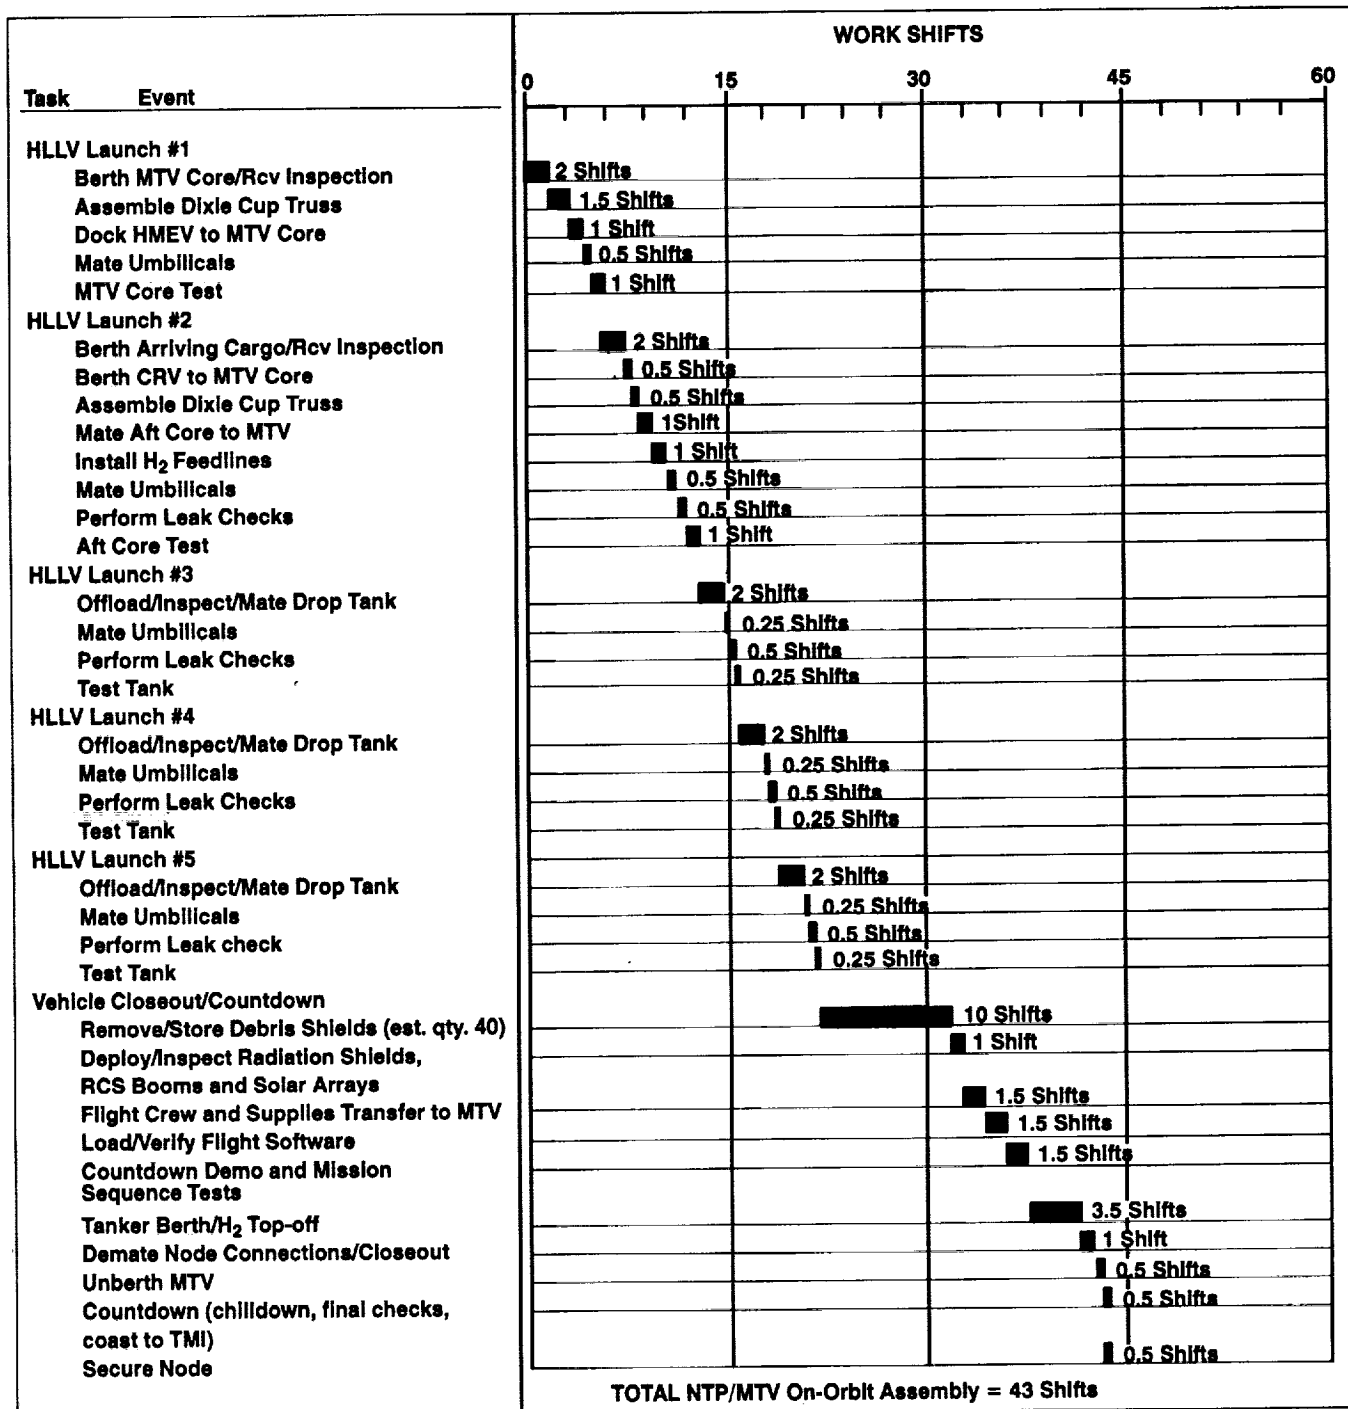 WORK SHIFTS
0 15 30 45 60
Task Event
HLLV Launch #1
Berth MTV Core/Rcv Inspection 2 Shifts
Assemble Dixie Cup Truss 1.5 Shifts
Dock HMEV to MTV Core 1 Shift
Mate Umbilicals 0.5 Shifts
MTV Core Test 1 Shift
HLLV Launch #2
Berth Arriving Cargo/Rcv Inspection 2 Shifts
Berth CRV to MTV Core 0.5 Shifts
Assemble Dixie Cup Truss 0.5 Shifts
Mate Aft Core to MTV 1Shift
Install H2 Feedlines 1 Shift
Mate Umbilicals 0.5 Shifts
Perform Leak Checks 0.5 Shifts
Aft Core Test 1 Shift
HLLV Launch #3
Offload/Inspect/Mate Drop Tank 2 Shifts
Mate Umbilicals 0.25 Shifts
Perform Leak Checks 0.5 Shifts
Test Tank 0.25 Shifts
HLLV Launch #4
Offload/Inspect/Mate Drop Tank 2 Shifts
Mate Umbilicals 0.25 Shifts
Perform Leak Checks 0.5 Shifts
Test Tank 0.25 Shifts
HLLV Launch #5
Offload/Inspect/Mate Drop Tank 2 Shifts
Mate Umbilicals 0.25 Shifts
Perform Leak check 0.5 Shifts
Test Tank 0.25 Shifts
Vehicle Closeout/Countdown
Remove/Store Debris Shields (est. qty. 40) 10 Shifts
Deploy/Inspect Radiation Shields, 1 Shift
RCS Booms and Solar Arrays
Flight Crew and Supplies Transfer to MTV 1.5 Shifts
Load/Verify Flight Software 1.5 Shifts
Countdown Demo and Mission 1.5 Shifts
Sequence Tests
Tanker Berth/H2 Top-off 3.5 Shifts
Demate Node Connections/Closeout 1 Shift
Unberth MTV 0.5 Shifts
Countdown (chilldown, final checks, 0.5 Shifts
coast to TMI)
Secure Node 0.5 Shifts
TOTAL NTP/MTV On-Orbit Assembly = 43 Shifts